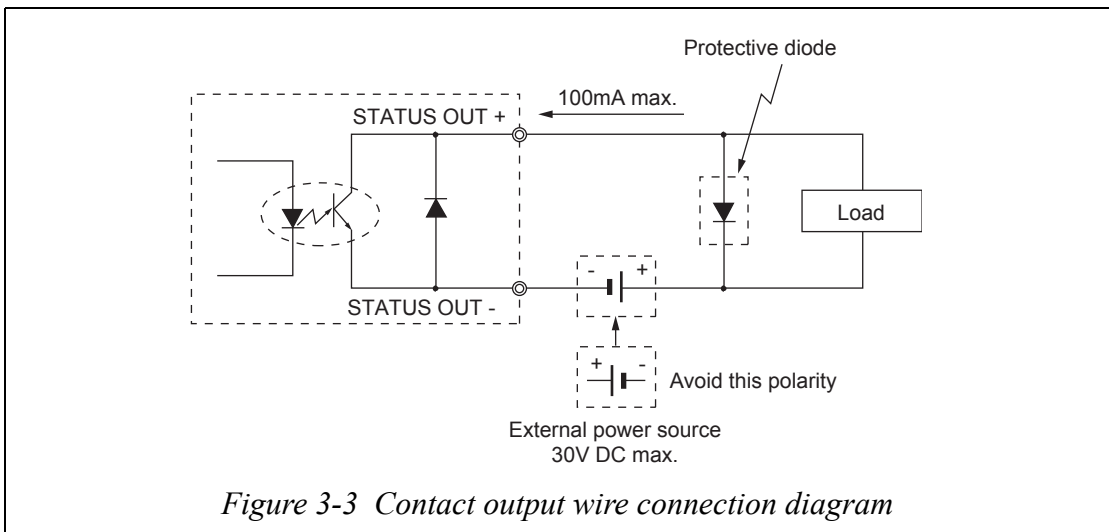 Protective diode
100mA max.
STATUS OUT +
Load
- +
STATUS OUT -
+ -
Avoid this polarity
External power source
30V DC max.
Figure 3-3 Contact output wire connection diagram